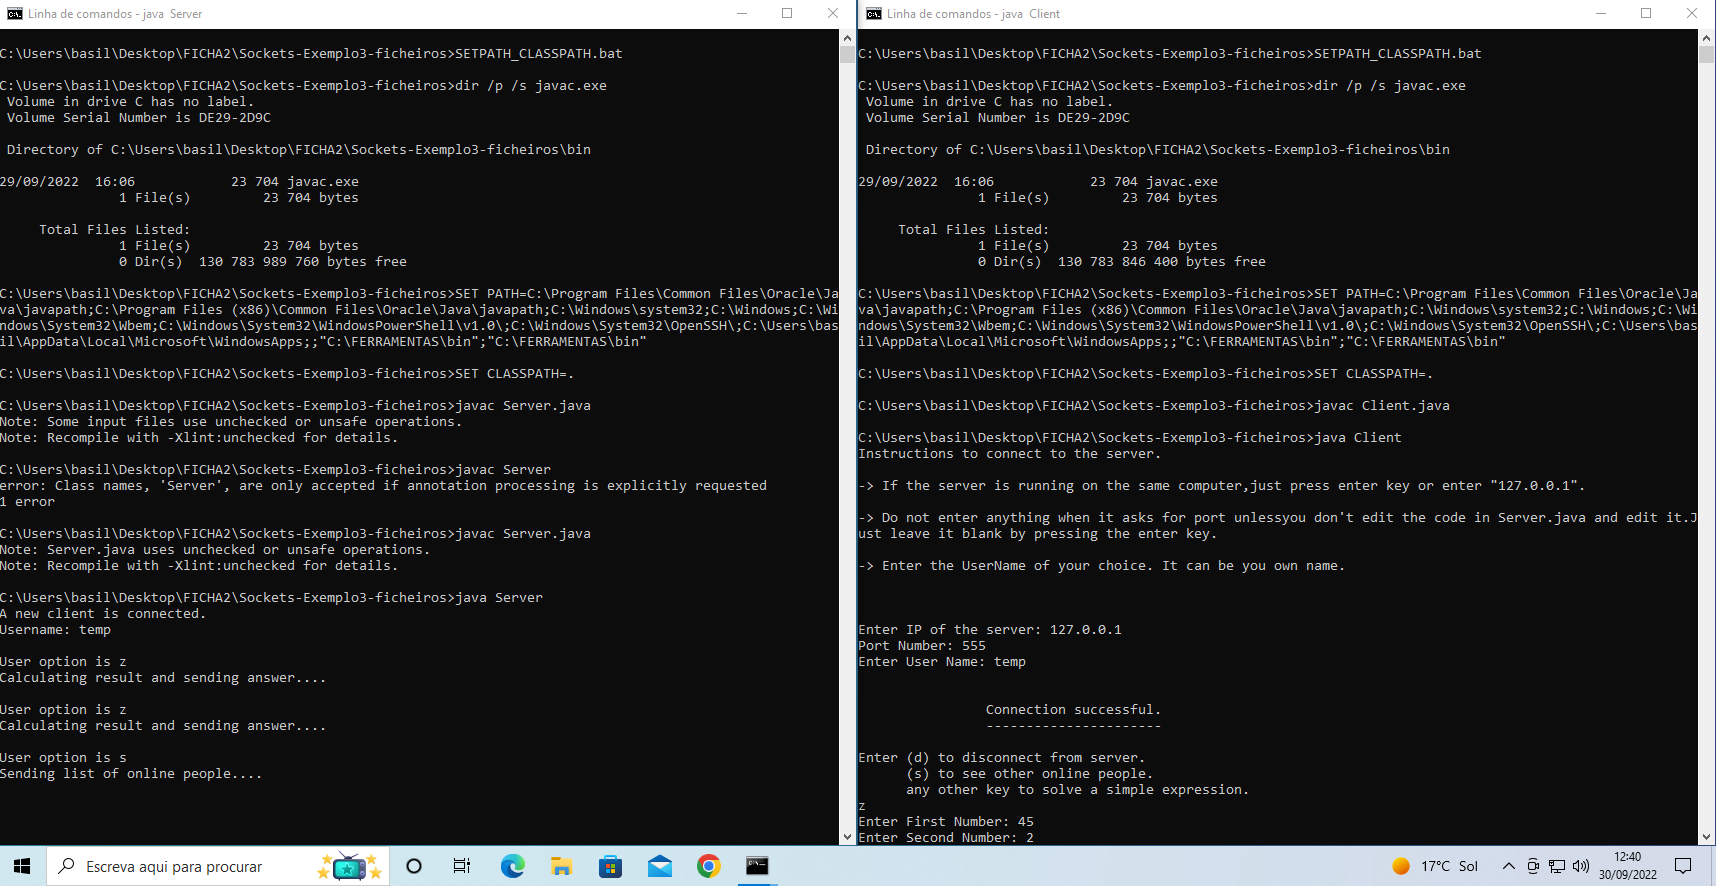 Linha de comandos - java  Server
C:\Users\basil\Desktop\FICHA2\Sockets-Exemplo3-ficheiros>SETPATH_CLASSPATH.bat
C:\Users\basil\Desktop\FICHA2\Sockets-Exemplo3-ficheiros>dir /p /s javac.exe
 Volume in drive C has no label.
 Volume Serial Number is DE29-2D9C
 Directory of C:\Users\basil\Desktop\FICHA2\Sockets-Exemplo3-ficheiros\bin
29/09/2022  16:06            23 704 javac.exe
               1 File(s)         23 704 bytes
     Total Files Listed:
               1 File(s)         23 704 bytes
               0 Dir(s)  130 783 989 760 bytes free
C:\Users\basil\Desktop\FICHA2\Sockets-Exemplo3-ficheiros>SET PATH=C:\Program Files\Common Files\Oracle\Ja
va\javapath;C:\Program Files (x86)\Common Files\Oracle\Java\javapath;C:\Windows\system32;C:\Windows;C:\Wi
ndows\System32\Wbem;C:\Windows\System32\WindowsPowerShell\v1.0\;C:\Windows\System32\OpenSSH\;C:\Users\bas
il\AppData\Local\Microsoft\WindowsApps;;"C:\FERRAMENTAS\bin";"C:\FERRAMENTAS\bin"
C:\Users\basil\Desktop\FICHA2\Sockets-Exemplo3-ficheiros>SET CLASSPATH=.
C:\Users\basil\Desktop\FICHA2\Sockets-Exemplo3-ficheiros>javac Server.java
Note: Some input files use unchecked or unsafe operations.
Note: Recompile with -Xlint:unchecked for details.
C:\Users\basil\Desktop\FICHA2\Sockets-Exemplo3-ficheiros>javac Server
error: Class names, 'Server', are only accepted if annotation processing is explicitly requested
1 error
C:\Users\basil\Desktop\FICHA2\Sockets-Exemplo3-ficheiros>javac Server.java
Note: Server.java uses unchecked or unsafe operations.
Note: Recompile with -Xlint:unchecked for details.
C:\Users\basil\Desktop\FICHA2\Sockets-Exemplo3-ficheiros>java Server
A new client is connected.
Username: temp
User option is z
Calculating result and sending answer....
User option is z
Calculating result and sending answer....
User option is s
Sending list of online people....
Linha de comandos - java  Client
C:\Users\basil\Desktop\FICHA2\Sockets-Exemplo3-ficheiros>SETPATH_CLASSPATH.bat
C:\Users\basil\Desktop\FICHA2\Sockets-Exemplo3-ficheiros>dir /p /s javac.exe
 Volume in drive C has no label.
 Volume Serial Number is DE29-2D9C
 Directory of C:\Users\basil\Desktop\FICHA2\Sockets-Exemplo3-ficheiros\bin
29/09/2022  16:06            23 704 javac.exe
               1 File(s)         23 704 bytes
     Total Files Listed:
               1 File(s)         23 704 bytes
               0 Dir(s)  130 783 846 400 bytes free
C:\Users\basil\Desktop\FICHA2\Sockets-Exemplo3-ficheiros>SET PATH=C:\Program Files\Common Files\Oracle\Ja
va\javapath;C:\Program Files (x86)\Common Files\Oracle\Java\javapath;C:\Windows\system32;C:\Windows;C:\Wi
ndows\System32\Wbem;C:\Windows\System32\WindowsPowerShell\v1.0\;C:\Windows\System32\OpenSSH\;C:\Users\bas
il\AppData\Local\Microsoft\WindowsApps;;"C:\FERRAMENTAS\bin";"C:\FERRAMENTAS\bin"
C:\Users\basil\Desktop\FICHA2\Sockets-Exemplo3-ficheiros>SET CLASSPATH=.
C:\Users\basil\Desktop\FICHA2\Sockets-Exemplo3-ficheiros>javac Client.java
C:\Users\basil\Desktop\FICHA2\Sockets-Exemplo3-ficheiros>java Client
Instructions to connect to the server.
-> If the server is running on the same computer,just press enter key or enter "127.0.0.1".
-> Do not enter anything when it asks for port unlessyou don't edit the code in Server.java and edit it.J
ust leave it blank by pressing the enter key.
-> Enter the UserName of your choice. It can be you own name.
Enter IP of the server: 127.0.0.1
Port Number: 555
Enter User Name: temp
                Connection successful.
                ----------------------
Enter (d) to disconnect from server.
      (s) to see other online people.
      any other key to solve a simple expression.
z
Enter First Number: 45
Enter Second Number: 2
Escreva aqui para procurar
17°C  Sol
12:40
30/09/2022